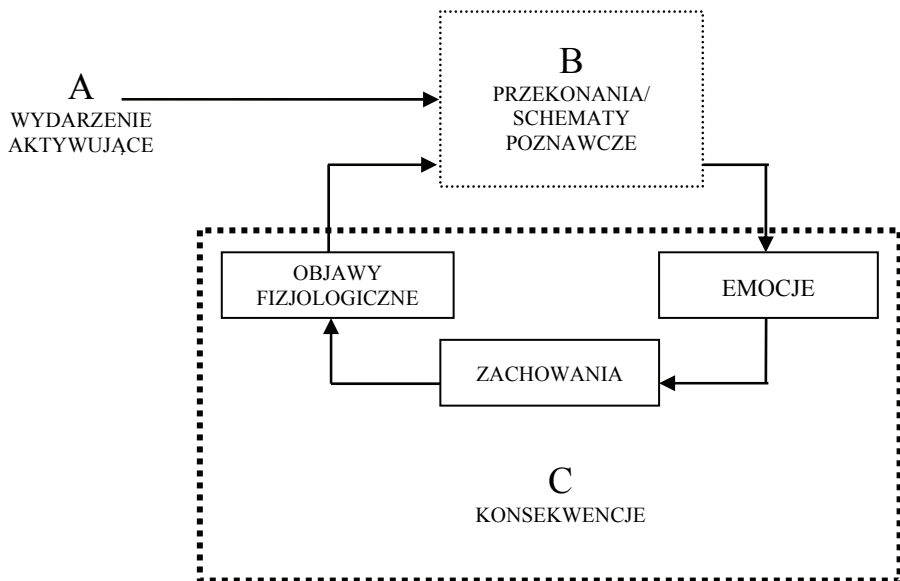 A
WYDARZENIE
AKTYWUJĄCE
B
PRZEKONANIA/
SCHEMATY
POZNAWCZE
OBJAWY
FIZJOLOGICZNE
EMOCJE
ZACHOWANIA
C
KONSEKWENCJE